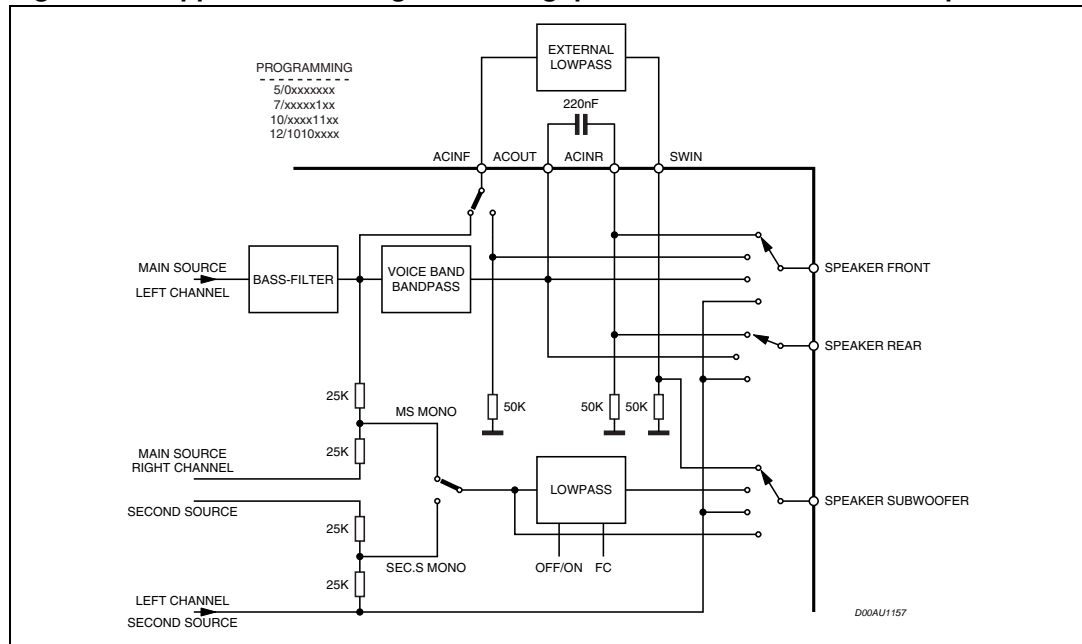 EXTERNAL
LOWPASS
PROGRAMMING
5/0xxxxxxx
7/xxxxx1xx
10/xxxx11xx
12/1010xxxx
220nF
ACINF
ACOUT
ACINR
SWIN
MAIN SOURCE
LEFT CHANNEL
BASS-FILTER
VOICE BAND
BANDPASS
SPEAKER FRONT
SPEAKER REAR
25K
MS MONO
50K
50K
50K
25K
MAIN SOURCE
RIGHT CHANNEL
LOWPASS
SECOND SOURCE
SPEAKER SUBWOOFER
25K
SEC.S MONO
OFF/ON
FC
25K
LEFT CHANNEL
SECOND SOURCE
D00AU1157